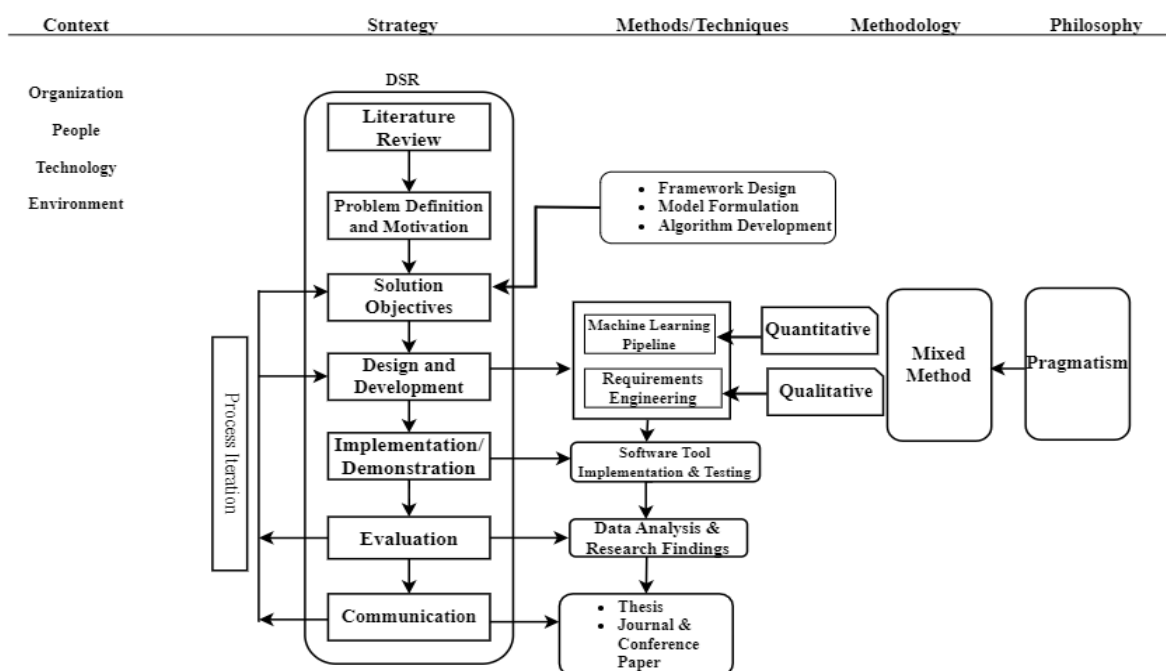 Context
Strategy
Methods/Techniques
Methodology
Philosophy
Organization
People
Technology
Environment
DSR
Literature
Review
Problem Definition
and Motivation
Solution
Objectives
Design and
Development
Implementation/
Demonstration
Evaluation
Communication
Process Iteration
• Framework Design
• Model Formulation
• Algorithm Development
Machine Learning
Pipeline
Requirements
Engineering
Software Tool
Implementation & Testing
Data Analysis &
Research Findings
• Thesis
• Journal &
Conference
Paper
Quantitative
Qualitative
Mixed
Method
Pragmatism